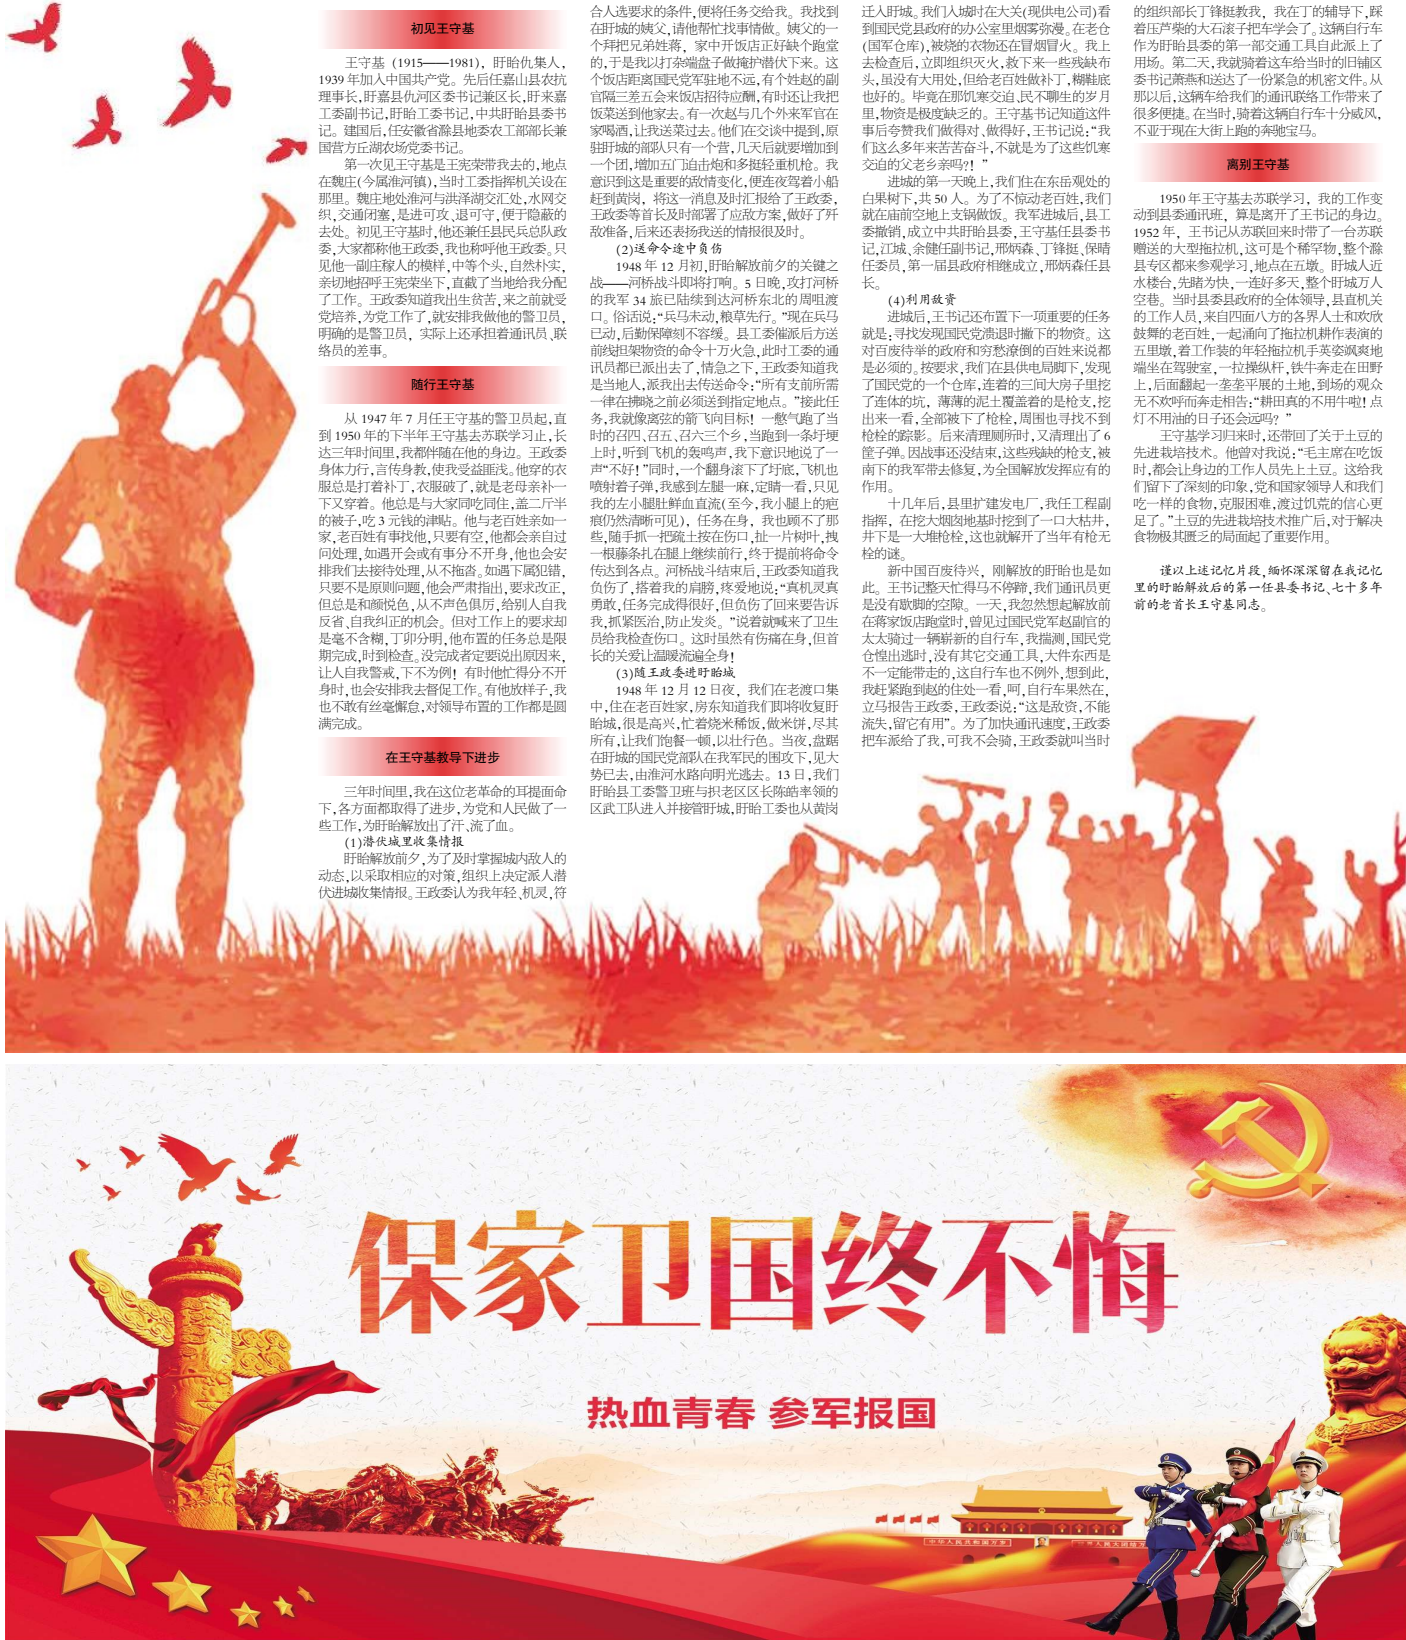 初见王守基
王守基（1915——1981），盱眙仇集人，
1939年加入中国共产党。先后任嘉山县农抗
理事长，盱嘉县仇河区委书记兼区长，盱来嘉
工委副书记，盱眙工委书记，中共盱眙县委书
记。建国后，任安徽省滁县地委农工部部长兼
国营方丘湖农场党委书记。
第一次见王守基是王宪荣带我去的，地点
在魏庄（今属淮河镇），当时工委指挥机关设在
那里。魏庄地处淮河与洪泽湖交汇处，水网交
织，交通闭塞，是进可攻、退可守，便于隐蔽的
去处。初见王守基时，他还兼任县民兵总队政
委，大家都称他王政委，我也称呼他王政委。只
见他一副庄稼人的模样，中等个头，自然朴实，
亲切地招呼王宪荣坐下，直截了当地给我分配
了工作。王政委知道我出生贫苦，来之前就受
党培养，为党工作了，就安排我做他的警卫员，
明确的是警卫员，实际上还承担着通讯员、联
络员的差事。
随行王守基
从1947年7月任王守基的警卫员起，直
到1950年的下半年王守基去苏联学习止，长
达三年时间里，我都伴随在他的身边。王政委
身体力行，言传身教，使我受益匪浅。他穿的衣
服总是打着补丁，衣服破了，就是老母亲补一
下又穿着。他总是与大家同吃同住，盖二斤半
的被子，吃3元钱的津贴。他与老百姓亲如一
家，老百姓有事找他，只要有空，他都会亲自过
问处理，如遇开会或有事分不开身，他也会安
排我们去接待处理，从不拖沓。如遇下属犯错，
只要不是原则问题，他会严肃指出，要求改正，
但总是和颜悦色，从不声色俱厉，给别人自我
反省、自我纠正的机会。但对工作上的要求却
是毫不含糊，丁卯分明，他布置的任务总是限
期完成，时到检查。没完成者定要说出原因来，
让人自我警戒，下不为例！有时他忙得分不开
身时，也会安排我去督促工作。有他放样子，我
也不敢有丝毫懈怠，对领导布置的工作都是圆
满完成。
在王守基教导下进步
三年时间里，我在这位老革命的耳提面命
下，各方面都取得了进步，为党和人民做了一
些工作，为盱眙解放出了汗、流了血。
（1）潜伏城里收集情报
盱眙解放前夕，为了及时掌握城内敌人的
动态，以采取相应的对策，组织上决定派人潜
伏进城收集情报。王政委认为我年轻、机灵，符
合人选要求的条件，便将任务交给我。我找到
在盱城的姨父，请他帮忙找事情做。姨父的一
个拜把兄弟姓蒋，家中开饭店正好缺个跑堂
的，于是我以打杂端盘子做掩护潜伏下来。这
个饭店距离国民党军驻地不远，有个姓赵的副
官隔三差五会来饭店招待应酬，有时还让我把
饭菜送到他家去。有一次赵与几个外来军官在
家喝酒，让我送菜过去。他们在交谈中提到，原
驻盱城的部队只有一个营，几天后就要增加到
一个团，增加五门迫击炮和多挺轻重机枪。我
意识到这是重要的敌情变化，便连夜驾着小船
赶到黄岗，将这一消息及时汇报给了王政委，
王政委等首长及时部署了应敌方案，做好了歼
敌准备，后来还表扬我送的情报很及时。
（2）送命令途中负伤
1948年12月初，盱眙解放前夕的关键之
战——河桥战斗即将打响。5日晚，攻打河桥
的我军34旅已陆续到达河桥东北的周咀渡
口。俗话说：“兵马未动，粮草先行。”现在兵马
已动，后勤保障刻不容缓。县工委催派后方送
前线担架物资的命令十万火急，此时工委的通
讯员都已派出去了，情急之下，王政委知道我
是当地人，派我出去传送命令：“所有支前所需
一律在拂晓之前必须送到指定地点。”接此任
务，我就像离弦的箭飞向目标！一憋气跑了当
时的召四、召五、召六三个乡，当跑到一条圩埂
上时，听到飞机的轰鸣声，我下意识地说了一
声“不好！”同时，一个翻身滚下了圩底，飞机也
喷射着子弹，我感到左腿一麻，定睛一看，只见
我的左小腿肚鲜血直流（至今，我小腿上的疤
痕仍然清晰可见），任务在身，我也顾不了那
些，随手抓一把疏土按在伤口，扯一片树叶，拽
一根藤条扎在腿上继续前行，终于提前将命令
传达到各点。河桥战斗结束后，王政委知道我
负伤了，搭着我的肩膀，疼爱地说：“真机灵真
勇敢，任务完成得很好，但负伤了回来要告诉
我，抓紧医治，防止发炎。”说着就喊来了卫生
员给我检查伤口。这时虽然有伤痛在身，但首
长的关爱让温暖流遍全身！
（3）随王政委进盱眙城
1948年12月12日夜，我们在老渡口集
中，住在老百姓家，房东知道我们即将收复盱
眙城，很是高兴，忙着烧米稀饭，做米饼，尽其
所有，让我们饱餐一顿，以壮行色。当夜，盘踞
在盱城的国民党部队在我军民的围攻下，见大
势已去，由淮河水路向明光逃去。13日，我们
盱眙县工委警卫班与抧老区区长陈皓率领的
区武工队进入并接管盱城，盱眙工委也从黄岗
迁入盱城。我们入城时在大关（现供电公司）看
到国民党县政府的办公室里烟雾弥漫。在老仓
（国军仓库），被烧的衣物还在冒烟冒火。我上
去检查后，立即组织灭火，救下来一些残缺布
头，虽没有大用处，但给老百姓做补丁，糊鞋底
也好的。毕竟在那饥寒交迫、民不聊生的岁月
里，物资是极度缺乏的。王守基书记知道这件
事后夸赞我们做得对、做得好，王书记说：“我
们这么多年来苦苦奋斗，不就是为了这些饥寒
交迫的父老乡亲吗？！”
进城的第一天晚上，我们住在东岳观处的
白果树下，共50人。为了不惊动老百姓，我们
就在庙前空地上支锅做饭。我军进城后，县工
委撤销，成立中共盱眙县委，王守基任县委书
记，江城、余健任副书记，邢炳森、丁锋挺、保晴
任委员，第一届县政府相继成立，邢炳森任县
长。
（4）利用敌资
进城后，王书记还布置下一项重要的任务
就是：寻找发现国民党溃退时撇下的物资。这
对百废待举的政府和穷愁潦倒的百姓来说都
是必须的。按要求，我们在县供电局脚下，发现
了国民党的一个仓库，连着的三间大房子里挖
了连体的坑，薄薄的泥土覆盖着的是枪支，挖
出来一看，全部被下了枪栓，周围也寻找不到
枪栓的踪影。后来清理厕所时，又清理出了6
筐子弹。因战事还没结束，这些残缺的枪支，被
南下的我军带去修复，为全国解放发挥应有的
作用。
十几年后，县里扩建发电厂，我任工程副
指挥，在挖大烟囱地基时挖到了一口大枯井，
井下是一大堆枪栓，这也就解开了当年有枪无
栓的谜。
新中国百废待兴，刚解放的盱眙也是如
此。王书记整天忙得马不停蹄，我们通讯员更
是没有歇脚的空隙。一天，我忽然想起解放前
在蒋家饭店跑堂时，曾见过国民党军赵副官的
太太骑过一辆崭新的自行车，我揣测，国民党
仓惶出逃时，没有其它交通工具，大件东西是
不一定能带走的，这自行车也不例外，想到此，
我赶紧跑到赵的住处一看，呵，自行车果然在，
立马报告王政委，王政委说：“这是敌资，不能
流失，留它有用”。为了加快通讯速度，王政委
把车派给了我，可我不会骑，王政委就叫当时
的组织部长丁锋挺教我，我在丁的辅导下，踩
着压芦柴的大石滚子把车学会了。这辆自行车
作为盱眙县委的第一部交通工具自此派上了
用场。第二天，我就骑着这车给当时的旧铺区
委书记萧燕和送达了一份紧急的机密文件。从
那以后，这辆车给我们的通讯联络工作带来了
很多便捷。在当时，骑着这辆自行车十分威风，
不亚于现在大街上跑的奔驰宝马。
离别王守基
1950年王守基去苏联学习，我的工作变
动到县委通讯班，算是离开了王书记的身边。
1952年，王书记从苏联回来时带了一台苏联
赠送的大型拖拉机，这可是个稀罕物，整个滁
县专区都来参观学习，地点在五墩。盱城人近
水楼台，先睹为快，一连好多天，整个盱城万人
空巷。当时县委县政府的全体领导，县直机关
的工作人员，来自四面八方的各界人士和欢欣
鼓舞的老百姓，一起涌向了拖拉机耕作表演的
五里墩，着工作装的年轻拖拉机手英姿飒爽地
端坐在驾驶室，一拉操纵杆，铁牛奔走在田野
上，后面翻起一垄垄平展的土地，到场的观众
无不欢呼而奔走相告：“耕田真的不用牛啦！点
灯不用油的日子还会远吗？”
王守基学习归来时，还带回了关于土豆的
先进栽培技术。他曾对我说：“毛主席在吃饭
时，都会让身边的工作人员先上土豆。这给我
们留下了深刻的印象，党和国家领导人和我们
吃一样的食物，克服困难，渡过饥荒的信心更
足了。”土豆的先进栽培技术推广后，对于解决
食物极其匮乏的局面起了重要作用。
谨以上述记忆片段，缅怀深深留在我记忆
里的盱眙解放后的第一任县委书记、七十多年
前的老首长王守基同志。
保家卫国终不悔
热血青春 参军报国
中华人民共和国万岁